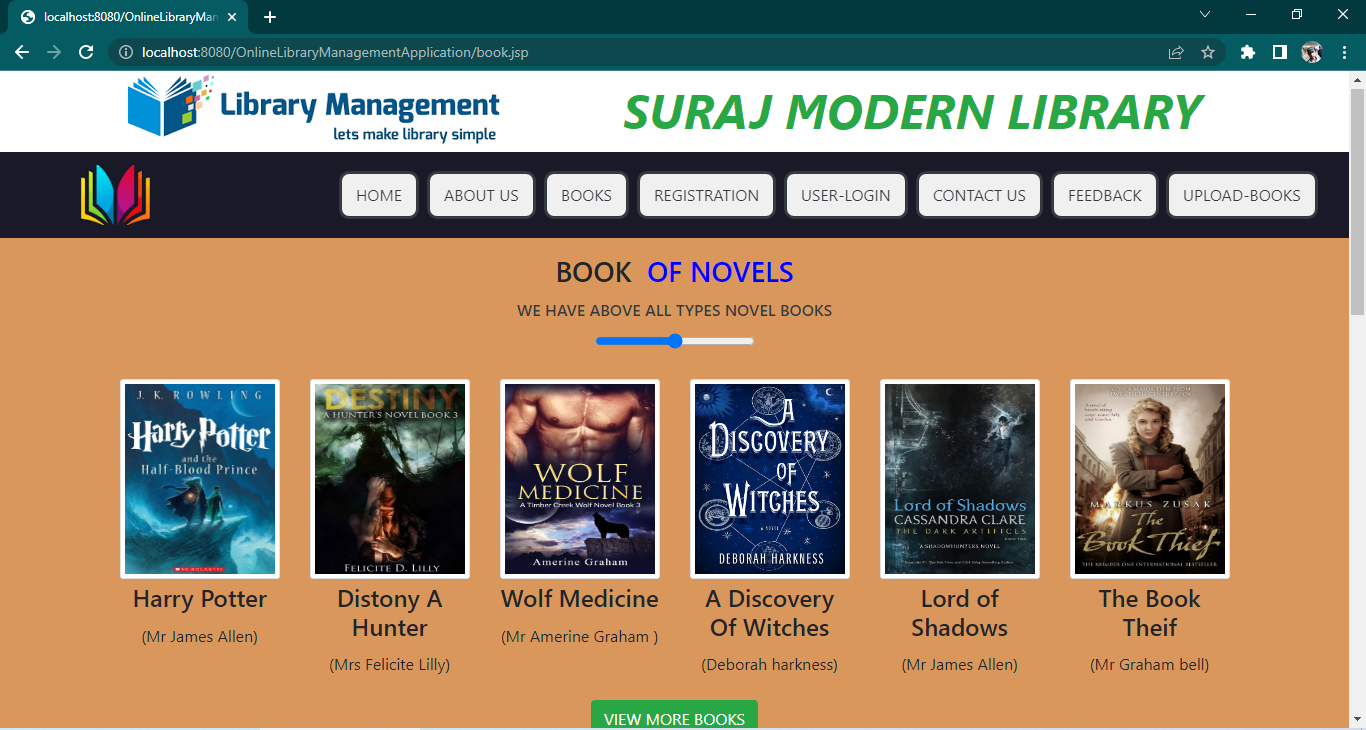 localhost:8080/OnlineLibraryMan
localhost:8080/OnlineLibraryManagementApplication/book.jsp
Library Management
lets make library simple
SURAJ MODERN LIBRARY
HOME ABOUT US BOOKS REGISTRATION USER-LOGIN CONTACT US FEEDBACK UPLOAD-BOOKS
BOOK OF NOVELS
WE HAVE ABOVE ALL TYPES NOVEL BOOKS
J. K. ROWLING
Harry Potter
and the
Half-Blood Prince
SCHOLASTIC
DESTINY
A HUNTER'S NOVEL BOOK 3
FELICITE D. LILLY
WOLF
MEDICINE
A Timber Creek Wolf Novel Book 3
Amerine Graham
A
DISCOVERY
OF
WITCHES
A NOVEL
DEBORAH HARKNESS
Lord of Shadows
CASSANDRA CLARE
THE DARK ARTIFICES
A SHADOWHUNTERS NOVEL
NOW A MAJOR FILM FROM
MARKUS ZUSAK
The
Book Thief
THE NUMBER ONE INTERNATIONAL BESTSELLER
Harry Potter
(Mr James Allen)
Distony A
Hunter
(Mrs Felicite Lilly)
Wolf Medicine
(Mr Amerine Graham )
A Discovery
Of Witches
(Deborah harkness)
Lord of
Shadows
(Mr James Allen)
The Book
Theif
(Mr Graham bell)
VIEW MORE BOOKS